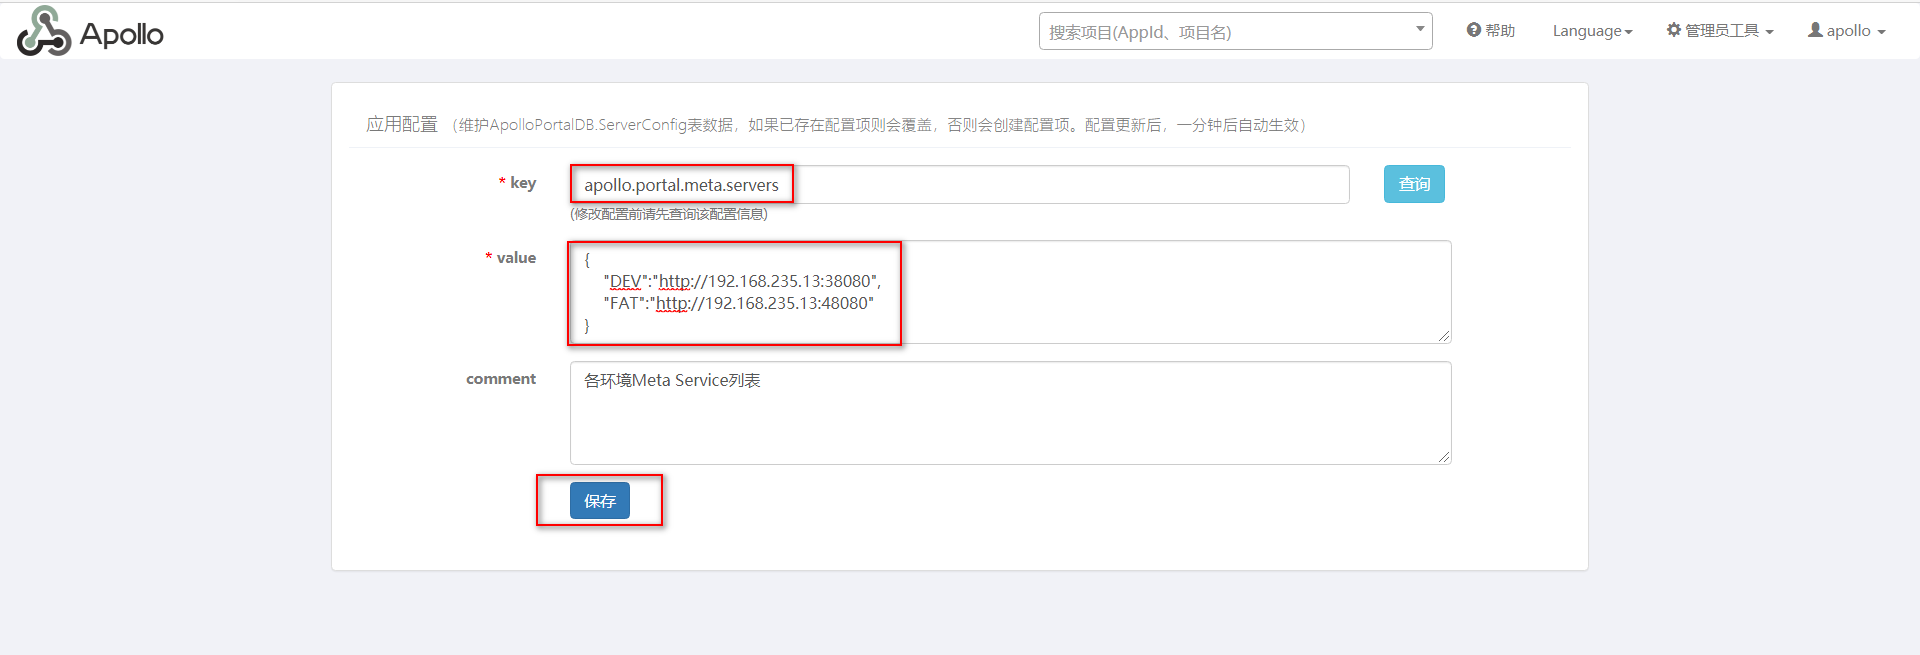 Apollo
搜索项目(AppId、项目名)
帮助
Language
管理员工具
apollo
应用配置 (维护ApolloPortalDB.ServerConfig表数据，如果已存在配置项则会覆盖，否则会创建配置项。配置更新后，一分钟后自动生效)
* key
apollo.portal.meta.servers
查询
(修改配置前请先查询该配置信息)
* value
{
"DEV":"http://192.168.235.13:38080",
"FAT":"http://192.168.235.13:48080"
}
comment
各环境Meta Service列表
保存